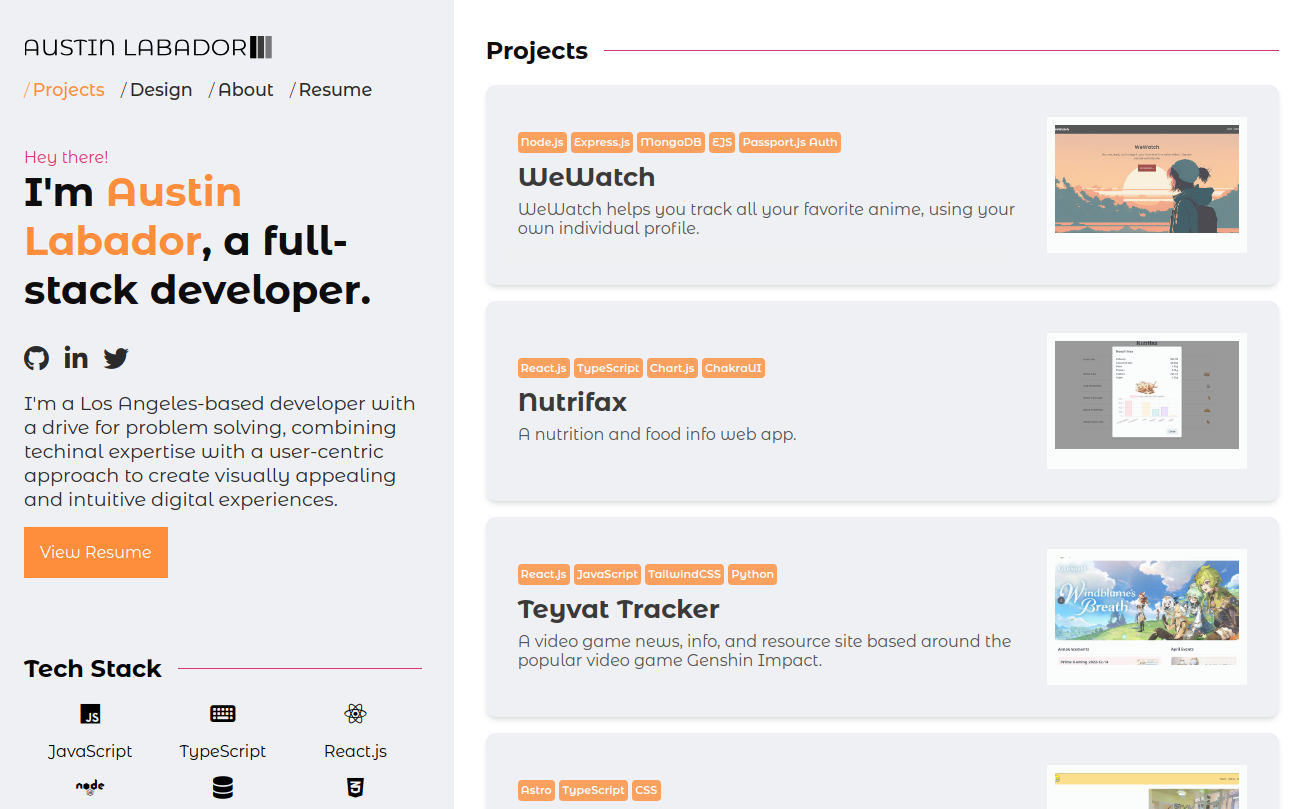 AUSTIN LABADOR
/Projects /Design /About /Resume
Hey there!
I'm Austin
Labador, a full-
stack developer.
I'm a Los Angeles-based developer with
a drive for problem solving, combining
techinal expertise with a user-centric
approach to create visually appealing
and intuitive digital experiences.
View Resume
Tech Stack
JS
JavaScript TypeScript React.js
node
Projects
Node.js Express.js MongoDB EJS Passport.js Auth
WeWatch
WeWatch helps you track all your favorite anime, using your
own individual profile.
WeWatch
React.js TypeScript Chart.js ChakraUI
Nutrifax
A nutrition and food info web app.
Nutrifax
React.js JavaScript TailwindCSS Python
Teyvat Tracker
A video game news, info, and resource site based around the
popular video game Genshin Impact.
Windblume's
Breath
Announcements April Events
Astro TypeScript CSS